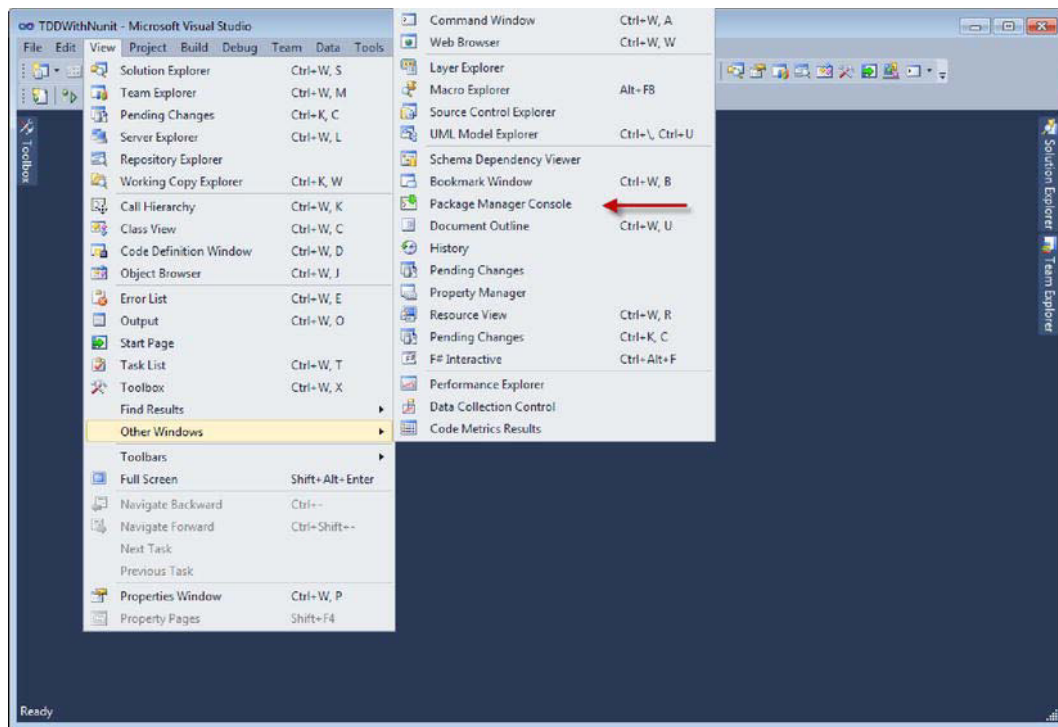 TDDWithNunit - Microsoft Visual Studio
File Edit View Project Build Debug Team Data Tools
Solution Explorer Ctrl+W, S
Team Explorer Ctrl+W, M
Pending Changes Ctrl+K, C
Server Explorer Ctrl+W, L
Repository Explorer
Working Copy Explorer Ctrl+K, W
Call Hierarchy Ctrl+W, K
Class View Ctrl+W, C
Code Definition Window Ctrl+W, D
Object Browser Ctrl+W, J
Error List Ctrl+W, E
Output Ctrl+W, O
Start Page
Task List Ctrl+W, T
Toolbox Ctrl+W, X
Find Results
Other Windows
Toolbars
Full Screen Shift+Alt+Enter
Navigate Backward Ctrl+-
Navigate Forward Ctrl+Shift+-
Next Task
Previous Task
Properties Window Ctrl+W, P
Property Pages Shift+F4
Command Window Ctrl+W, A
Web Browser Ctrl+W, W
Layer Explorer
Macro Explorer Alt+F8
Source Control Explorer
UML Model Explorer Ctrl+\, Ctrl+U
Schema Dependency Viewer
Bookmark Window Ctrl+W, B
Package Manager Console
Document Outline Ctrl+W, U
History
Pending Changes
Property Manager
Resource View Ctrl+W, R
Pending Changes Ctrl+K, C
F# Interactive Ctrl+Alt+F
Performance Explorer
Data Collection Control
Code Metrics Results
Toolbox
Solution Explorer
Team Explorer
Ready